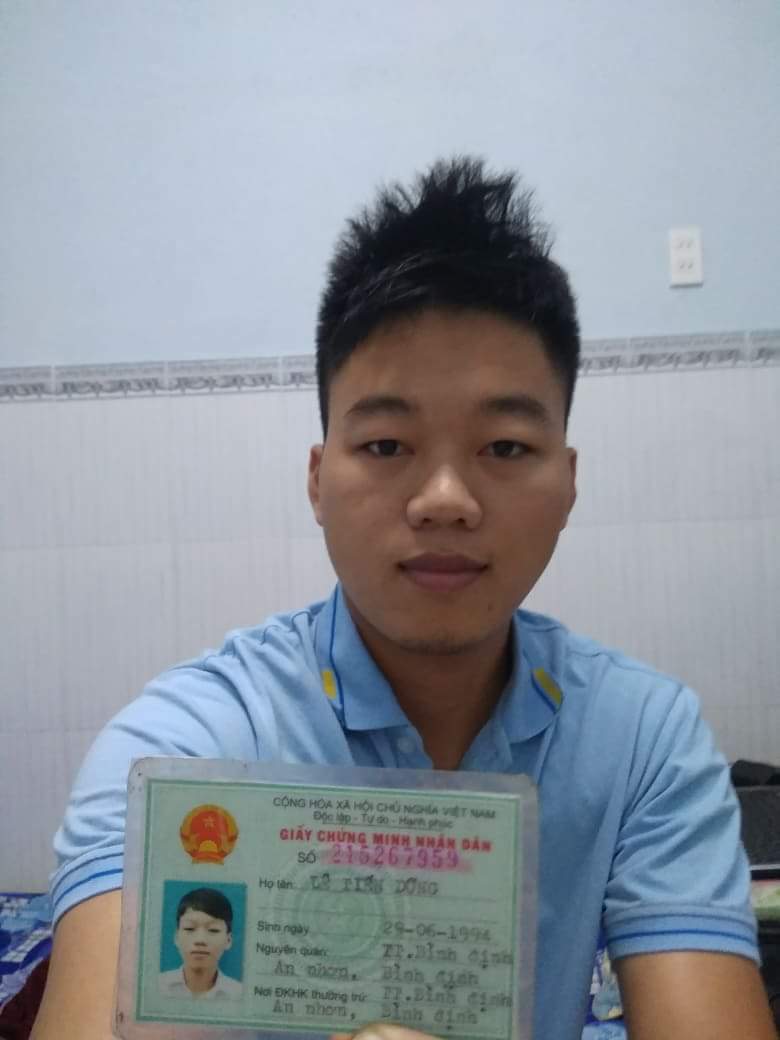 CỘNG HÒA XÃ HỘI CHỦ NGHĨA VIỆT NAM
Độc lập - Tự do - Hạnh phúc
GIẤY CHỨNG MINH NHÂN DÂN
SỐ 215267959
Họ tên: LÊ TIẾN DŨNG
Sinh ngày 29-06-1994
Nguyên quán: TT.Bình định
An nhơn, Bình định
Nơi ĐKHK thường trú: TT.Bình định
An nhơn, Bình định